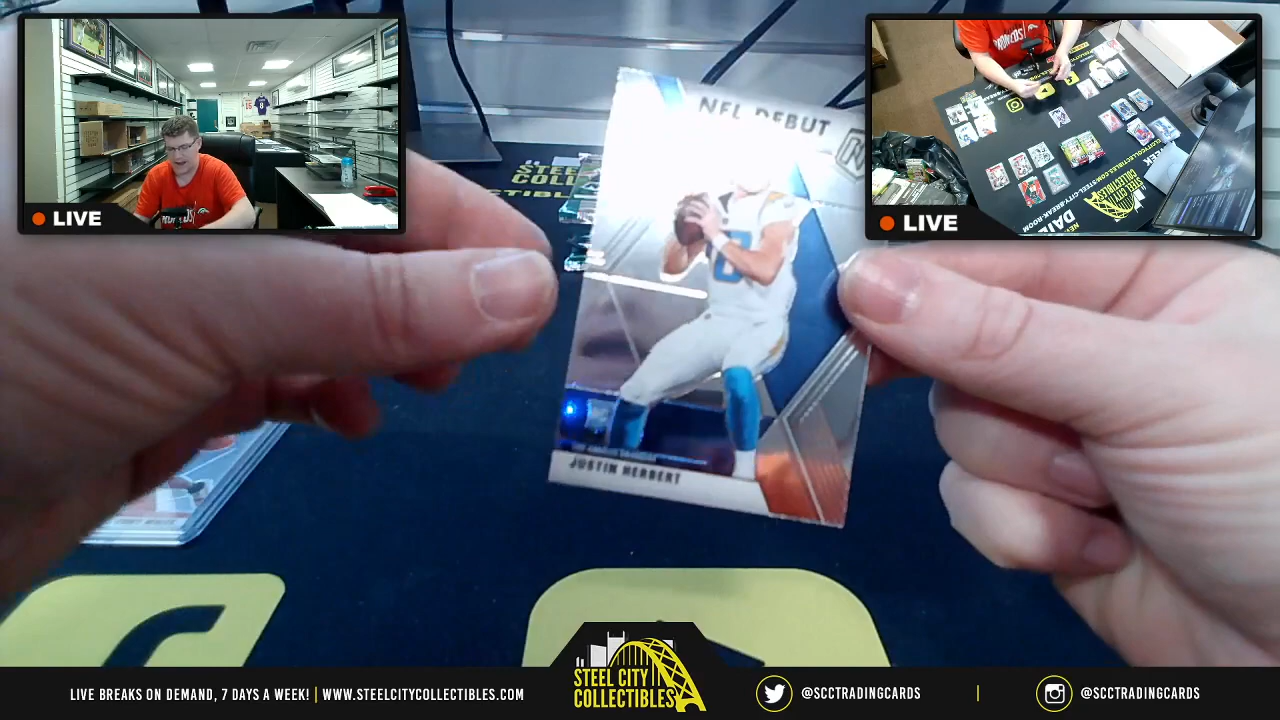 LIVE
LIVE
NFL DEBUT
STEEL
JUSTIN HERBERT
LIVE BREAKS ON DEMAND, 7 DAYS A WEEK! | WWW.STEELCITYCOLLECTIBLES.COM
STEEL CITY
COLLECTIBLES
@SCCTRADINGCARDS
|
@SCCTRADINGCARDS